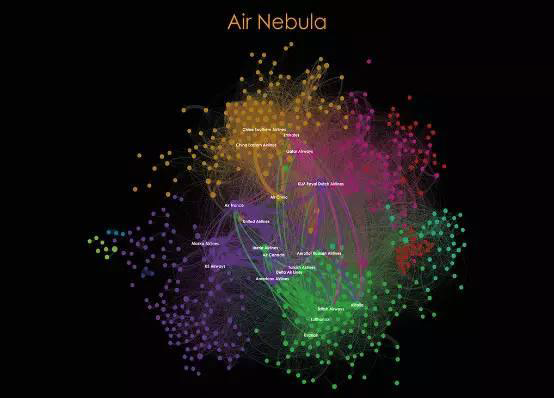 Air Nebula
China Southern Airlines
Emirates
China Eastern Airlines
Qatar Airways
KLM Royal Dutch Airlines
Air China
Air France
United Airlines
Alaska Airlines
Iberia Airlines
Air Canada
Aeroflot Russian Airlines
US Airways
Turkish Airlines
Delta Air Lines
American Airlines
British Airways
Alitalia
Lufthansa
Ryanair